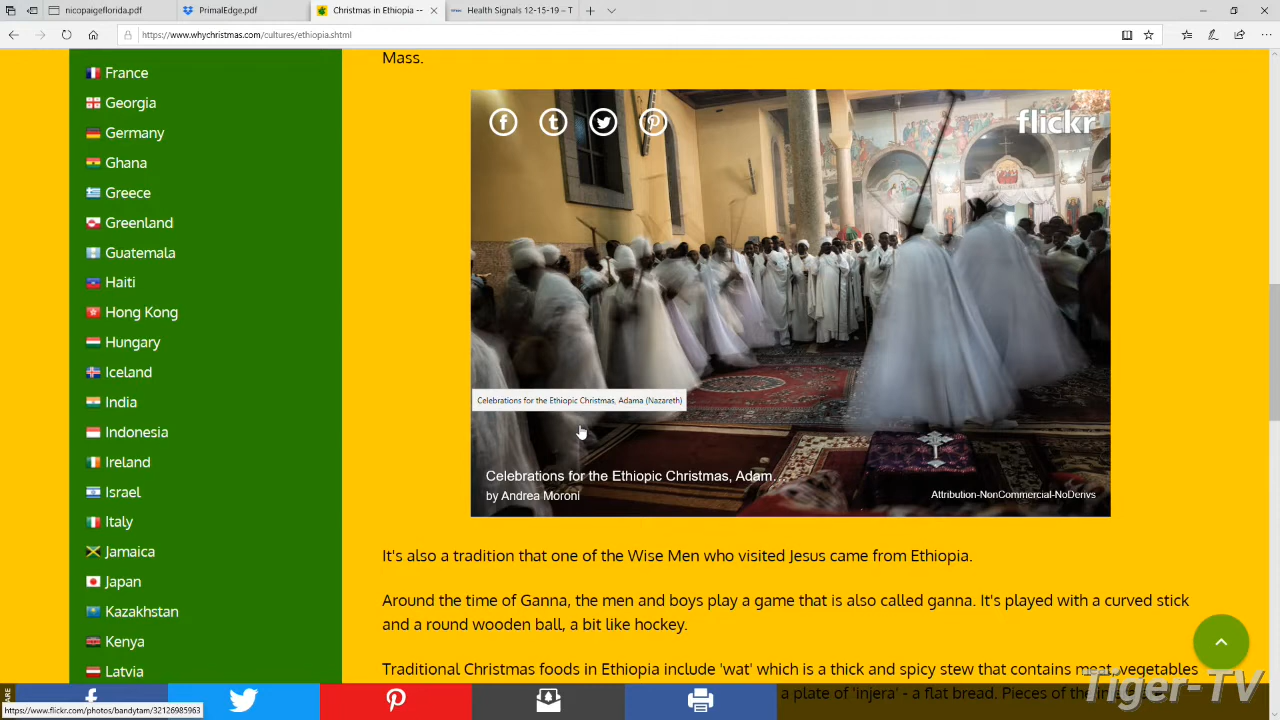 nicopaigeflorida.pdf
PrimalEdge.pdf
Christmas in Ethiopia --
Health Signals 12-15-19 - T
https://www.whychristmas.com/cultures/ethiopia.shtml
France
Georgia
Germany
Ghana
Greece
Greenland
Guatemala
Haiti
Hong Kong
Hungary
Iceland
India
Indonesia
Ireland
Israel
Italy
Jamaica
Japan
Kazakhstan
Kenya
Latvia
Mass.
flickr
Celebrations for the Ethiopic Christmas, Adama (Nazareth)
Celebrations for the Ethiopic Christmas, Adam...
by Andrea Moroni
Attribution-NonCommercial-NoDerivs
It's also a tradition that one of the Wise Men who visited Jesus came from Ethiopia.
Around the time of Ganna, the men and boys play a game that is also called ganna. It's played with a curved stick
and a round wooden ball, a bit like hockey.
Traditional Christmas foods in Ethiopia include 'wat' which is a thick and spicy stew that contains meat, vegetables
a plate of 'injera' - a flat bread. Pieces of the
Tiger-TV
http://www.flickr.com/photos/bandytam/32126985963